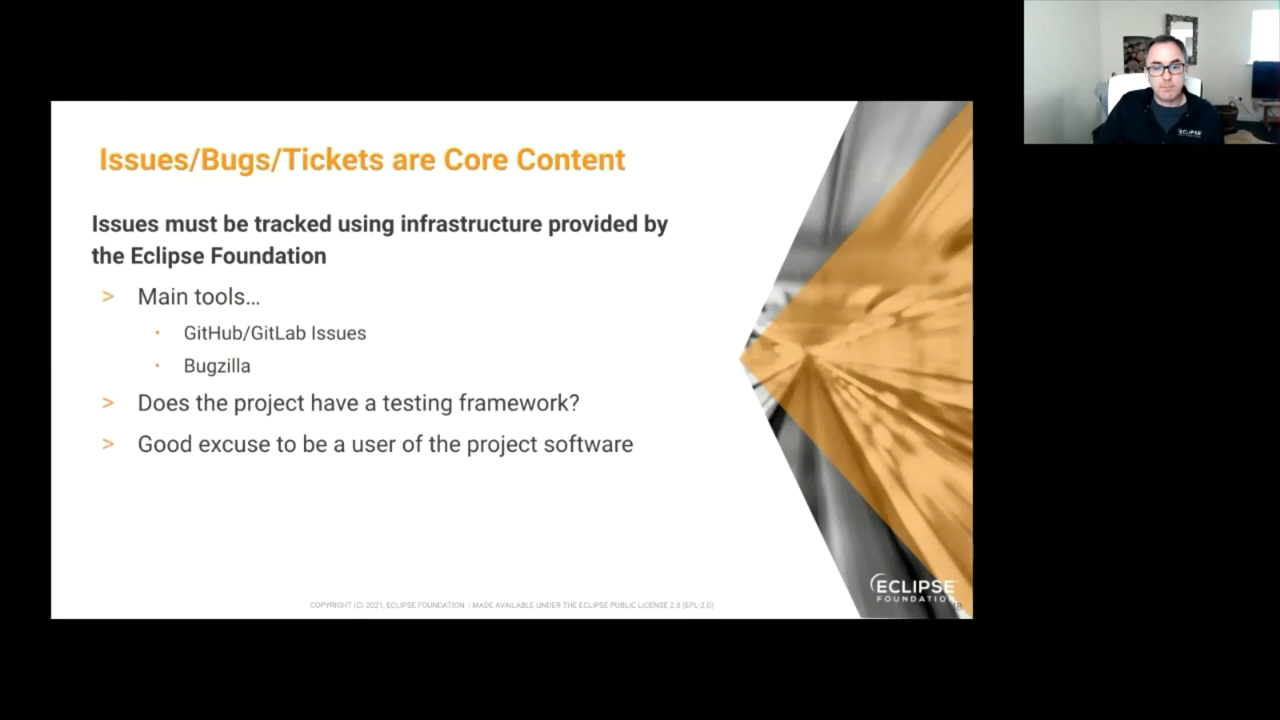 Issues/Bugs/Tickets are Core Content
Issues must be tracked using infrastructure provided by
the Eclipse Foundation
> Main tools…
• GitHub/GitLab Issues
• Bugzilla
> Does the project have a testing framework?
> Good excuse to be a user of the project software
COPYRIGHT (C) 2021, ECLIPSE FOUNDATION | MADE AVAILABLE UNDER THE ECLIPSE PUBLIC LICENSE 2.0 (EPL-2.0)
ECLIPSE
FOUNDATION
ECLIPSE